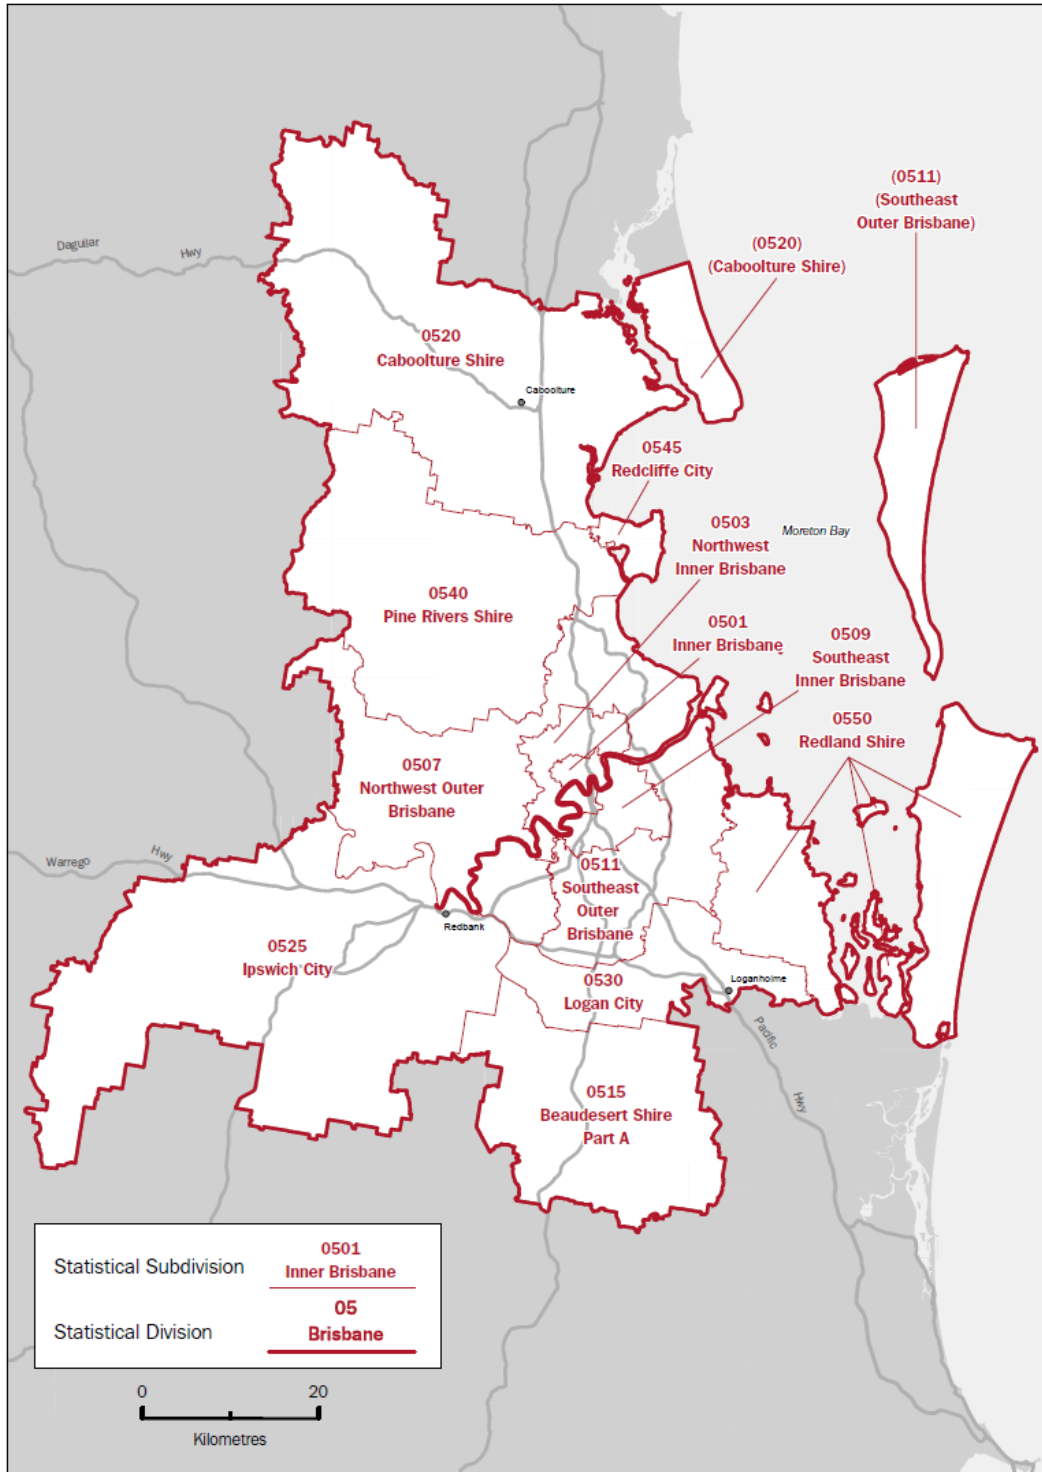 (0511)
(Southeast
Outer Brisbane)
(0520)
(Caboolture Shire)
Daguilar
Hwy
0520
Caboolture Shire
Caboolture
0545
Redcliffe City
0503
Northwest
Inner Brisbane
Moreton Bay
0540
Pine Rivers Shire
0501
Inner Brisbane
0509
Southeast
Inner Brisbane
0550
Redland Shire
0507
Northwest Outer
Brisbane
Warrego
Hwy
0511
Southeast
Outer
Brisbane
Redbank
0525
Ipswich City
0530
Logan City
Loganholme
Pacific
Hwy
0515
Beaudesert Shire
Part A
Statistical Subdivision
0501
Inner Brisbane
Statistical Division
05
Brisbane
0 20
Kilometres